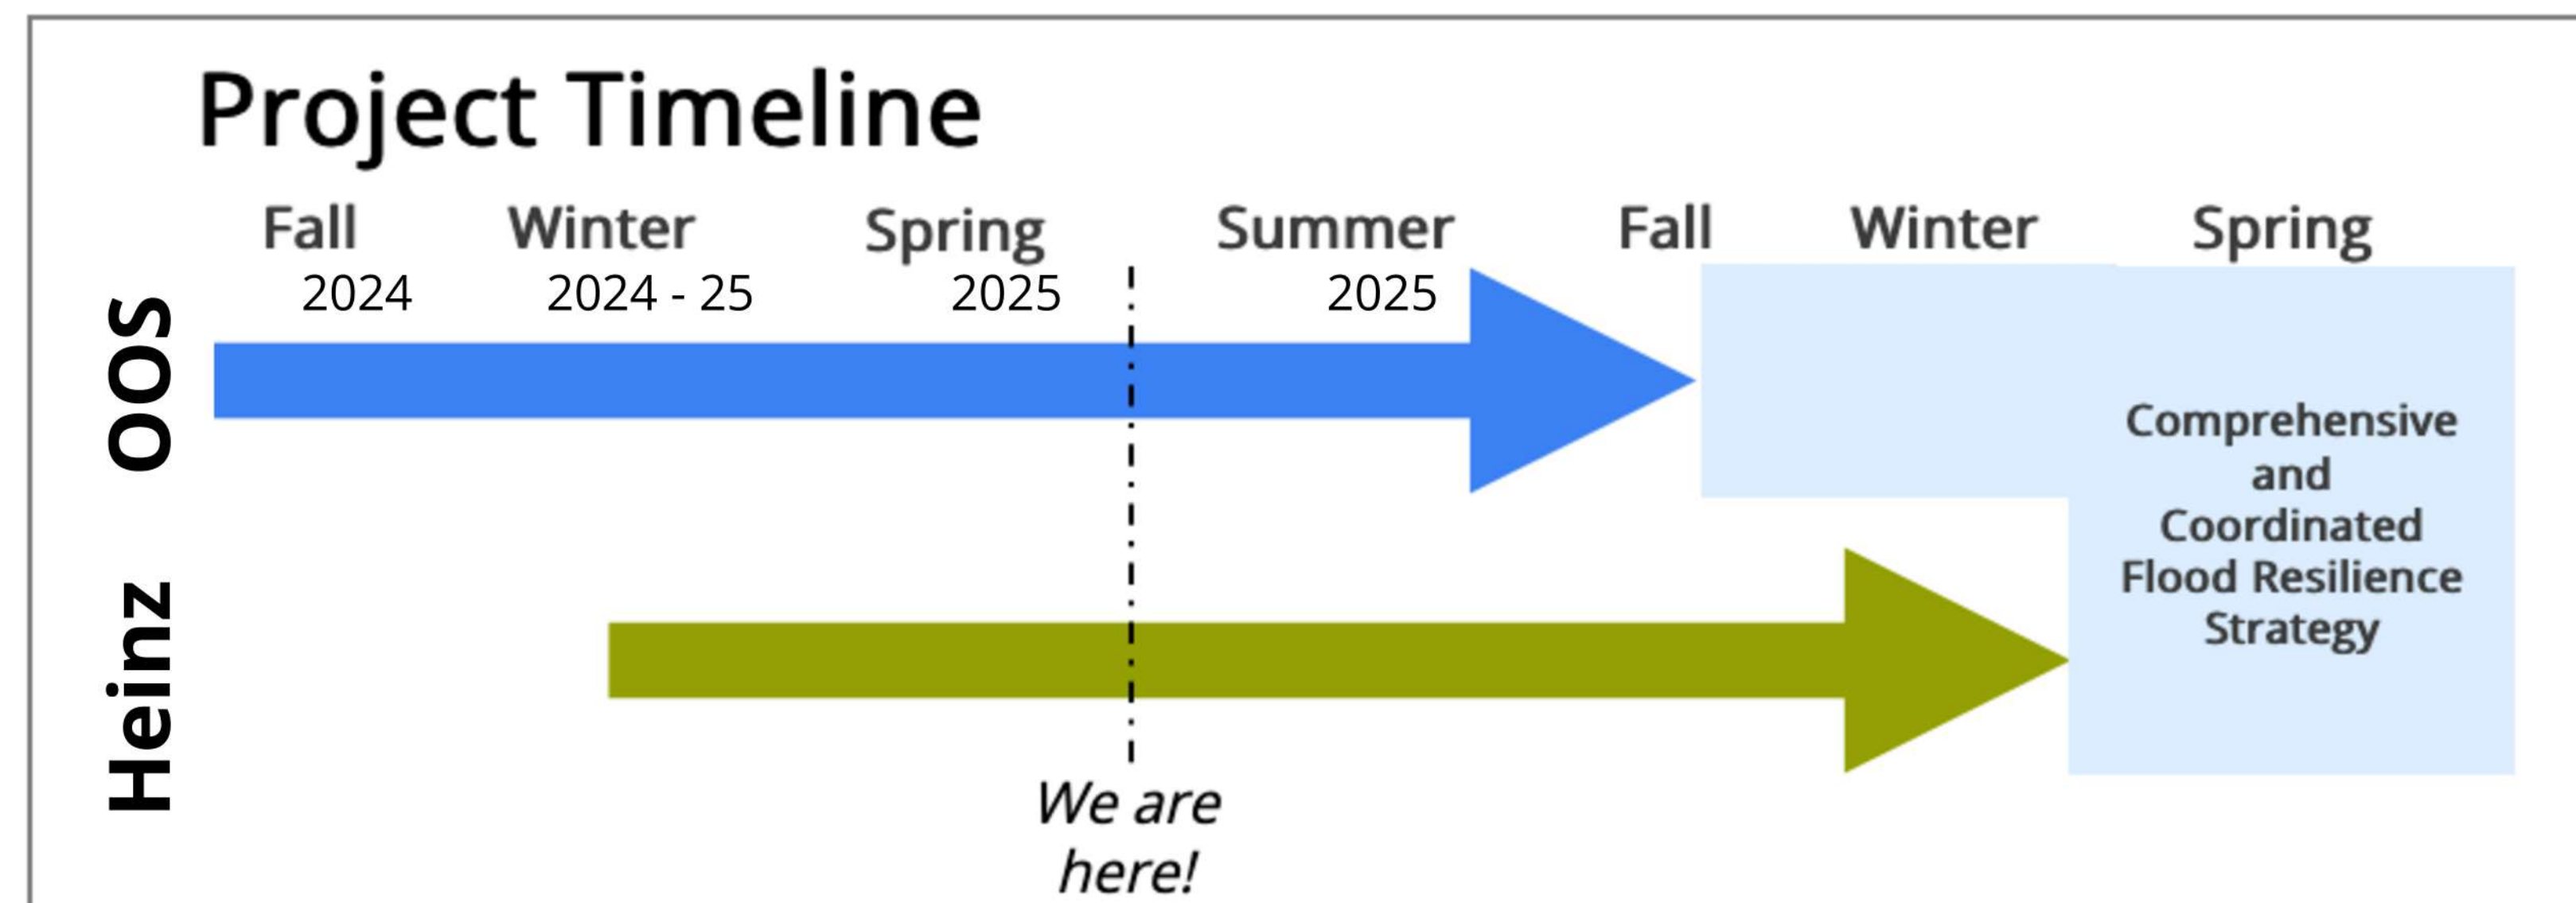 Project Timeline
Fall Winter Spring Summer Fall Winter Spring
2024 2024 - 25 2025 2025
OOS
Heinz
Comprehensive
and
Coordinated
Flood Resilience
Strategy
We are
here!